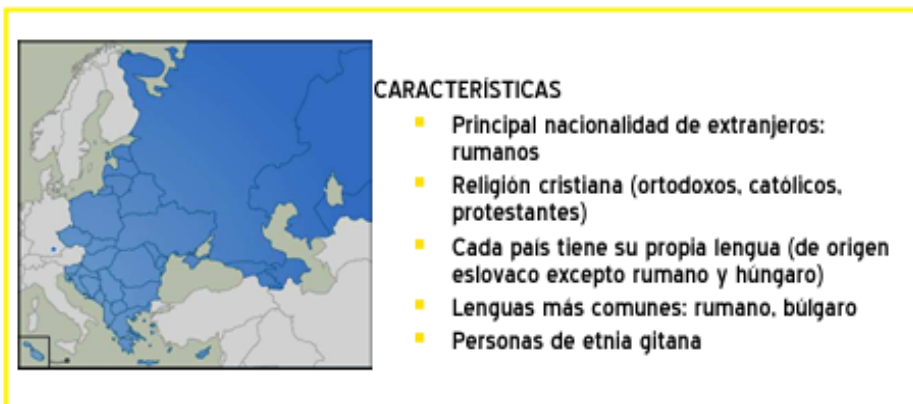 CARACTERÍSTICAS
Principal nacionalidad de extranjeros:
rumanos
Religión cristiana (ortodoxos, católicos,
protestantes)
Cada país tiene su propia lengua (de origen
eslovaco excepto rumano y húngaro)
Lenguas más comunes: rumano, búlgaro
Personas de etnia gitana